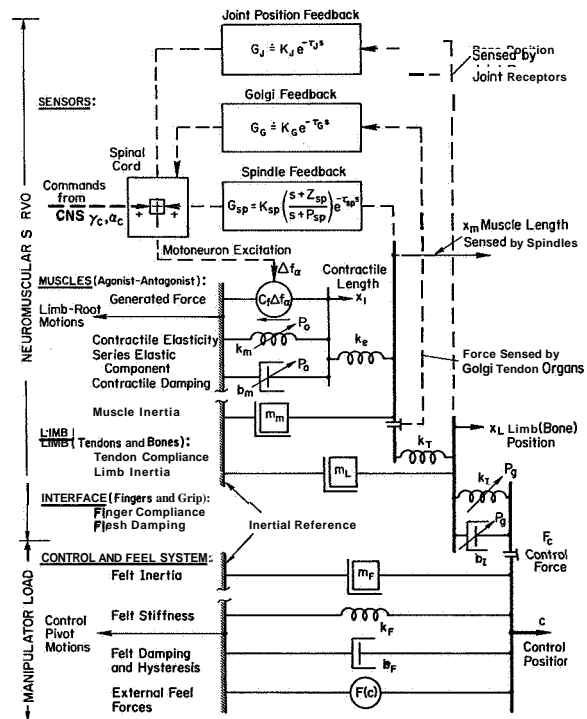 Joint Position Feedback
G_J ≐ K_J e^{-τ_J s}
Bone Position
Sensed by
Joint Receptors
SENSORS:
Golgi Feedback
G_G ≐ K_G e^{-τ_G s}
Spinal
Cord
Spindle Feedback
G_sp = K_sp (s+Z_sp / s+P_sp) e^{-τ_sp s}
Commands
from
CNS γ_C, α_C
+ +
x_m Muscle Length
Sensed by Spindles
Motoneuron Excitation
Δf_α
NEUROMUSCULAR S RVO
MUSCLES (Agonist-Antagonist):
Contractile
Length
Generated Force
C_f Δf_α
x_1
Limb-Root
Motions
P_o
Contractile Elasticity
k_m
k_e
Series Elastic
Component
P_o
Contractile Damping
b_m
Force Sensed by
Golgi Tendon Organs
Muscle Inertia
m_m
LIMB
LIMB (Tendons and Bones):
x_L Limb (Bone)
Position
Tendon Compliance
k_T
Limb Inertia
m_L
k_I
P_g
INTERFACE (Fingers and Grip):
Finger Compliance
Flesh Damping
Inertial Reference
P_g
b_I
F_c
Control
Force
MANIPULATOR LOAD
CONTROL AND FEEL SYSTEM:
Felt Inertia
m_F
Felt Stiffness
k_F
Control
Pivot
Motions
c
Control
Position
Felt Damping
and Hysteresis
b_F
External Feel
Forces
F(c)